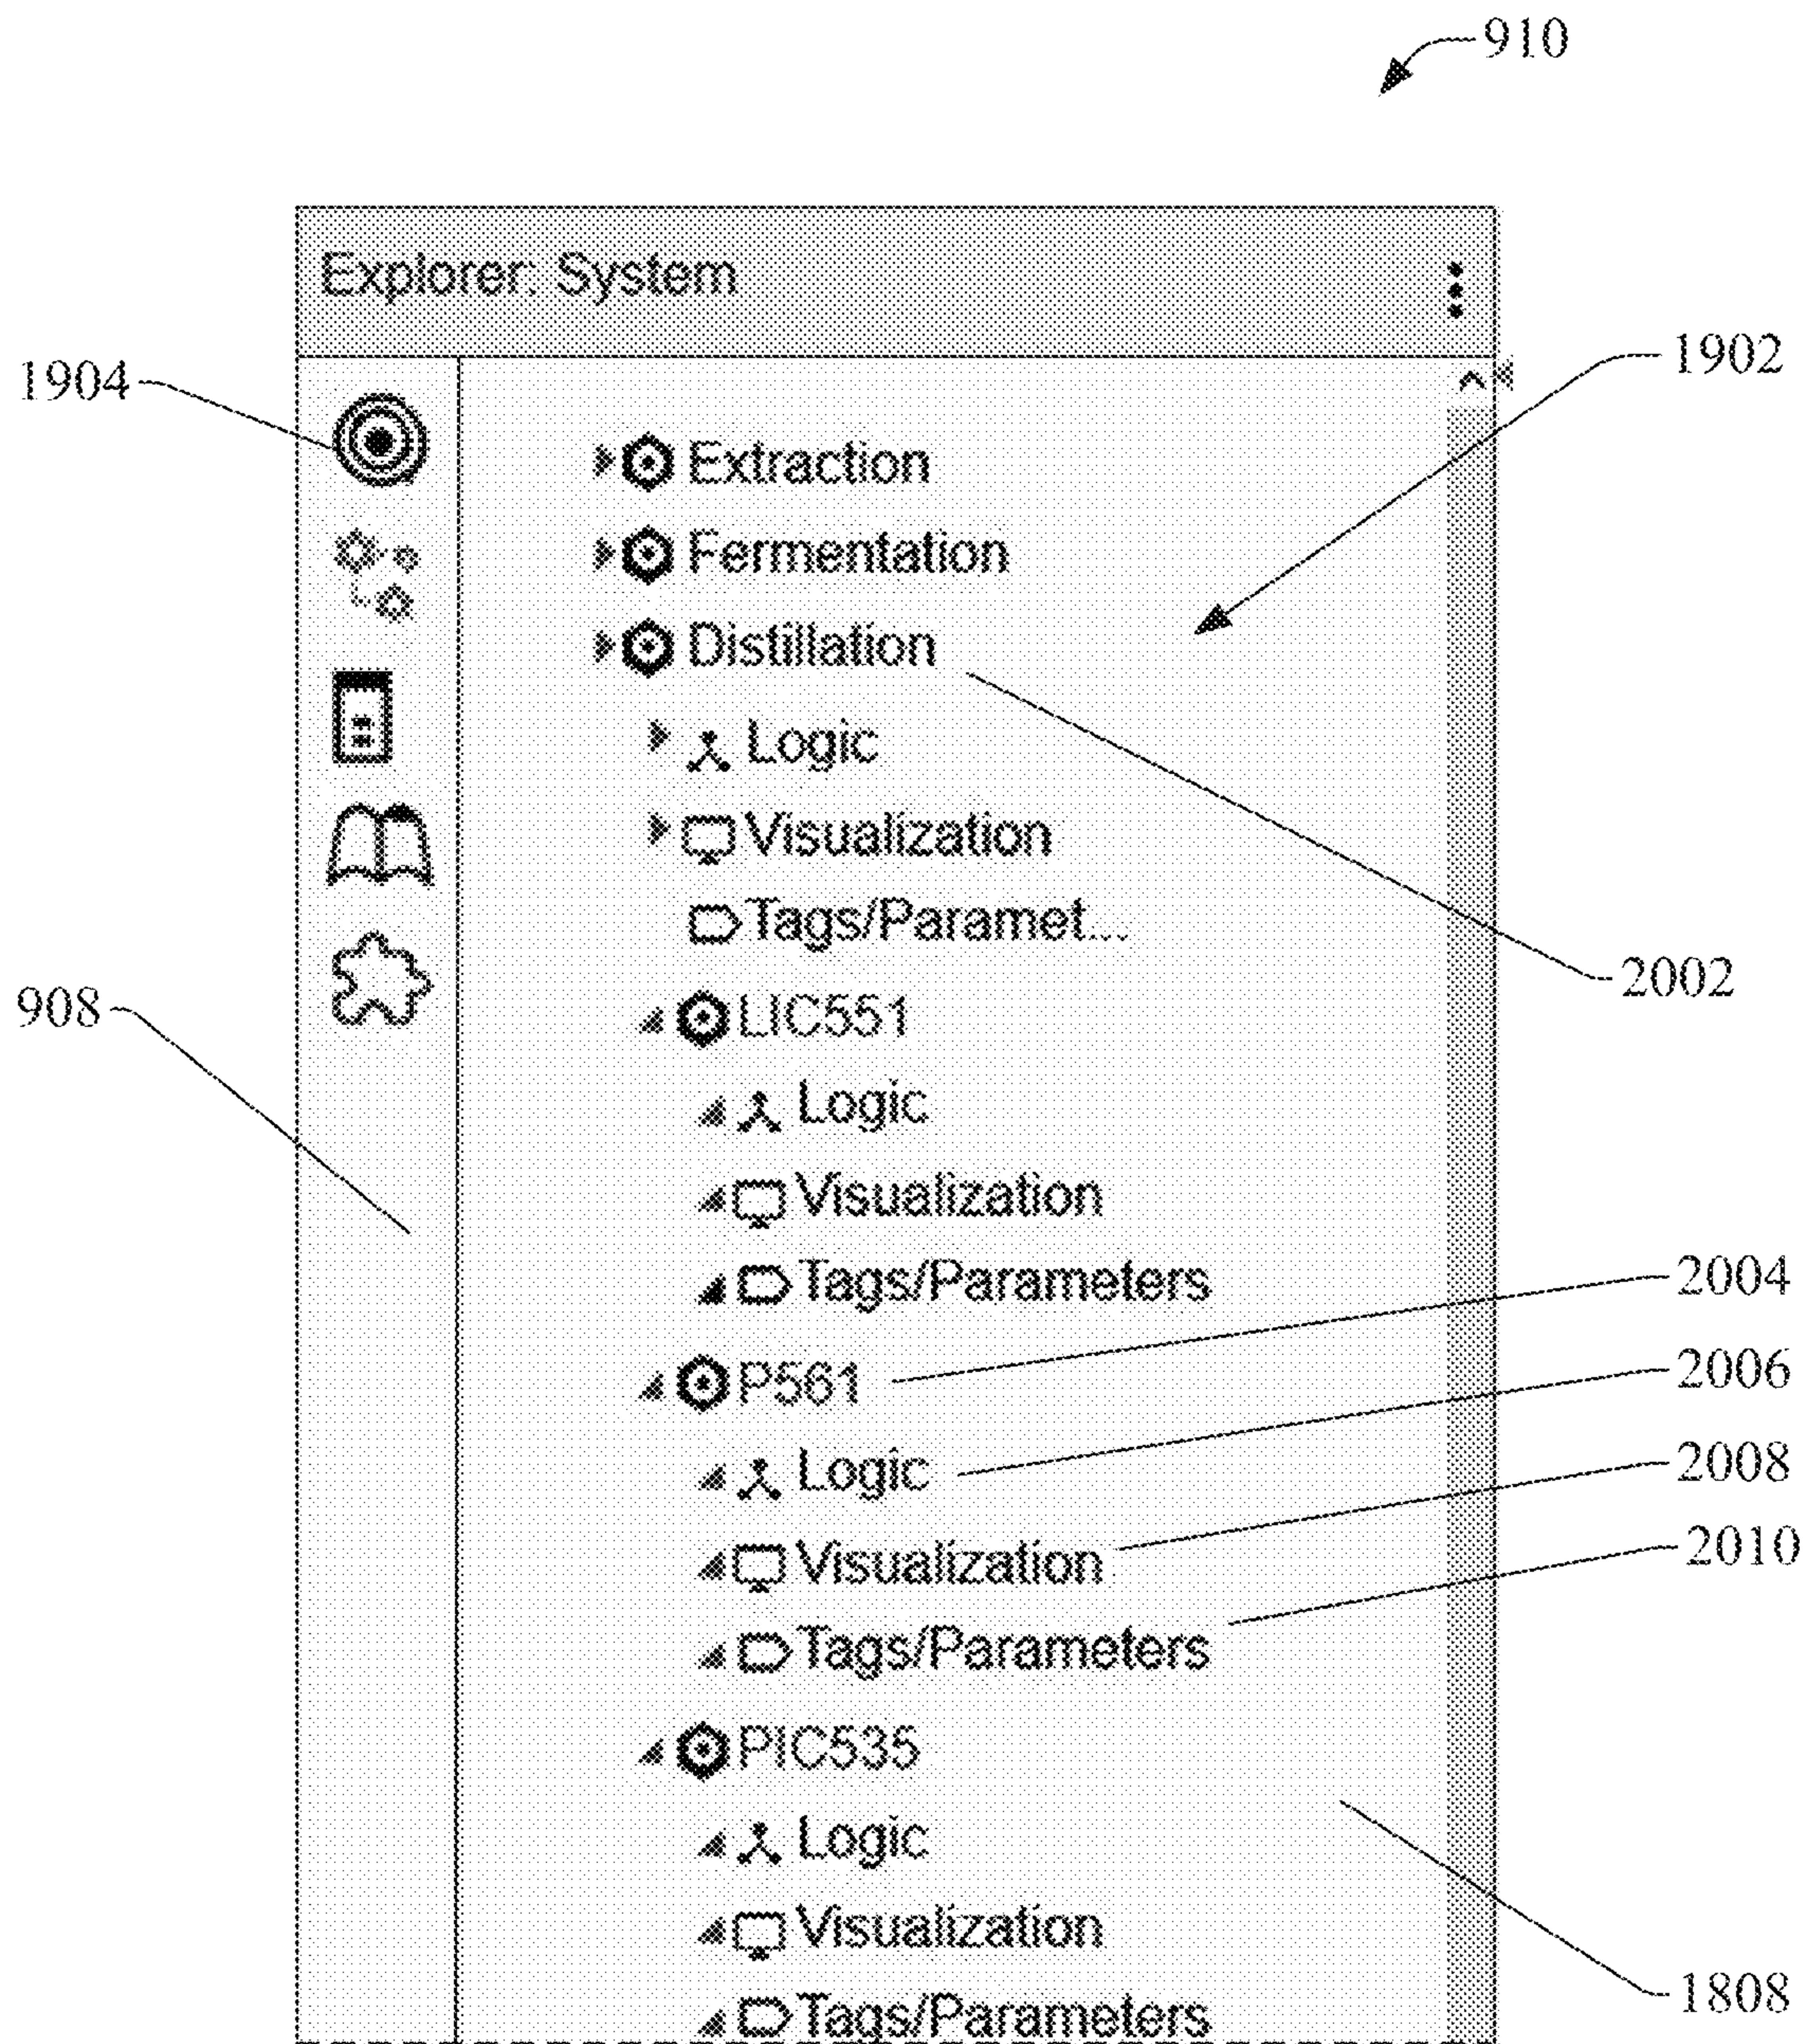 910
Explorer: System
1902
1904
Extraction
Fermentation
Distillation
Logic
Visualization
Tags/Paramet...
2002
LIC551
908
Logic
Visualization
Tags/Parameters
2004
P561
2006
Logic
2008
Visualization
2010
Tags/Parameters
PIC535
Logic
Visualization
1808
Tags/Parameters